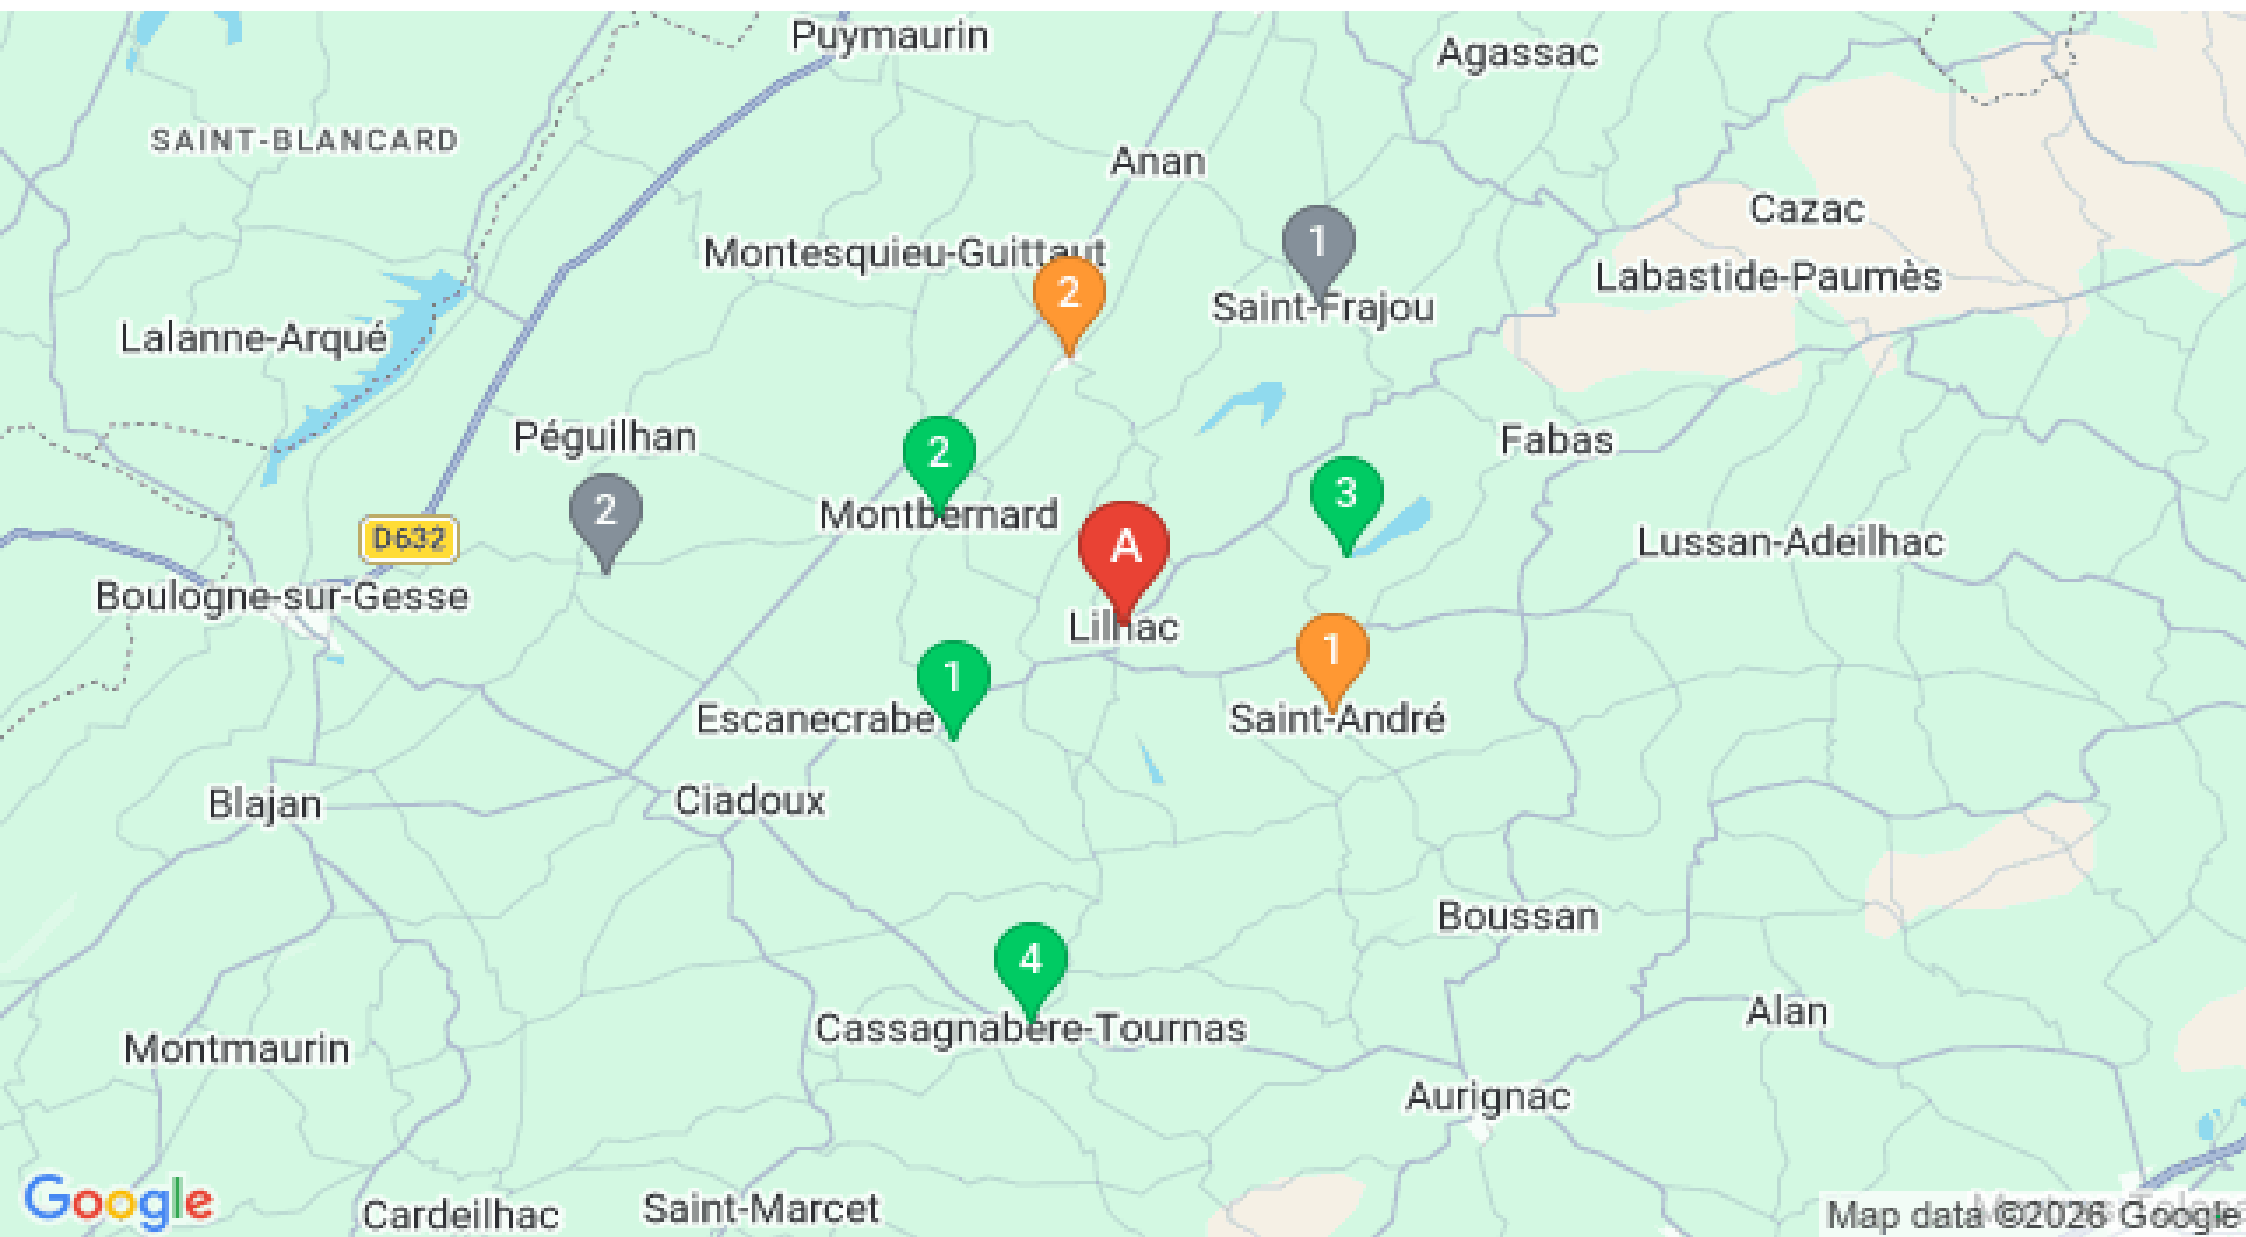 Puymaurin
Agassac
SAINT-BLANCARD
Anan
Cazac
1
Montesquieu-Guittaut
Labastide-Paumès
2
Saint-Frajou
Lalanne-Arqué
Péguilhan
Fabas
2
3
2
Montbernard
D632
A
Lussan-Adeilhac
Boulogne-sur-Gesse
Lilhac
1
1
Escanecrabe
Saint-André
Blajan
Ciadoux
Boussan
4
Alan
Cassagnabère-Tournas
Montmaurin
Aurignac
Google
Cardeilhac
Saint-Marcet
Map data ©2026 Google